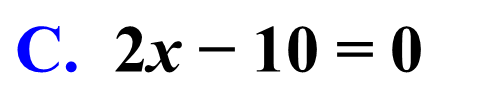 C. 2x − 10 = 0